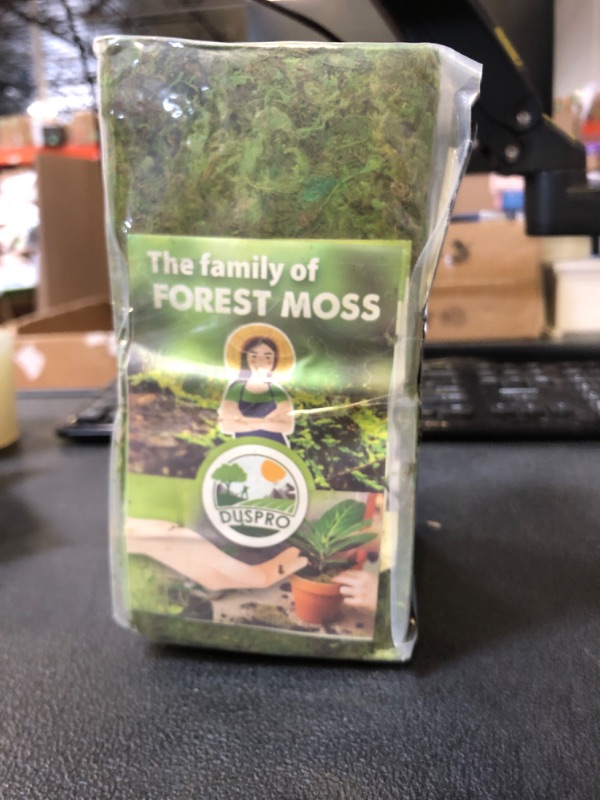 The family of
FOREST MOSS
DUSPRO